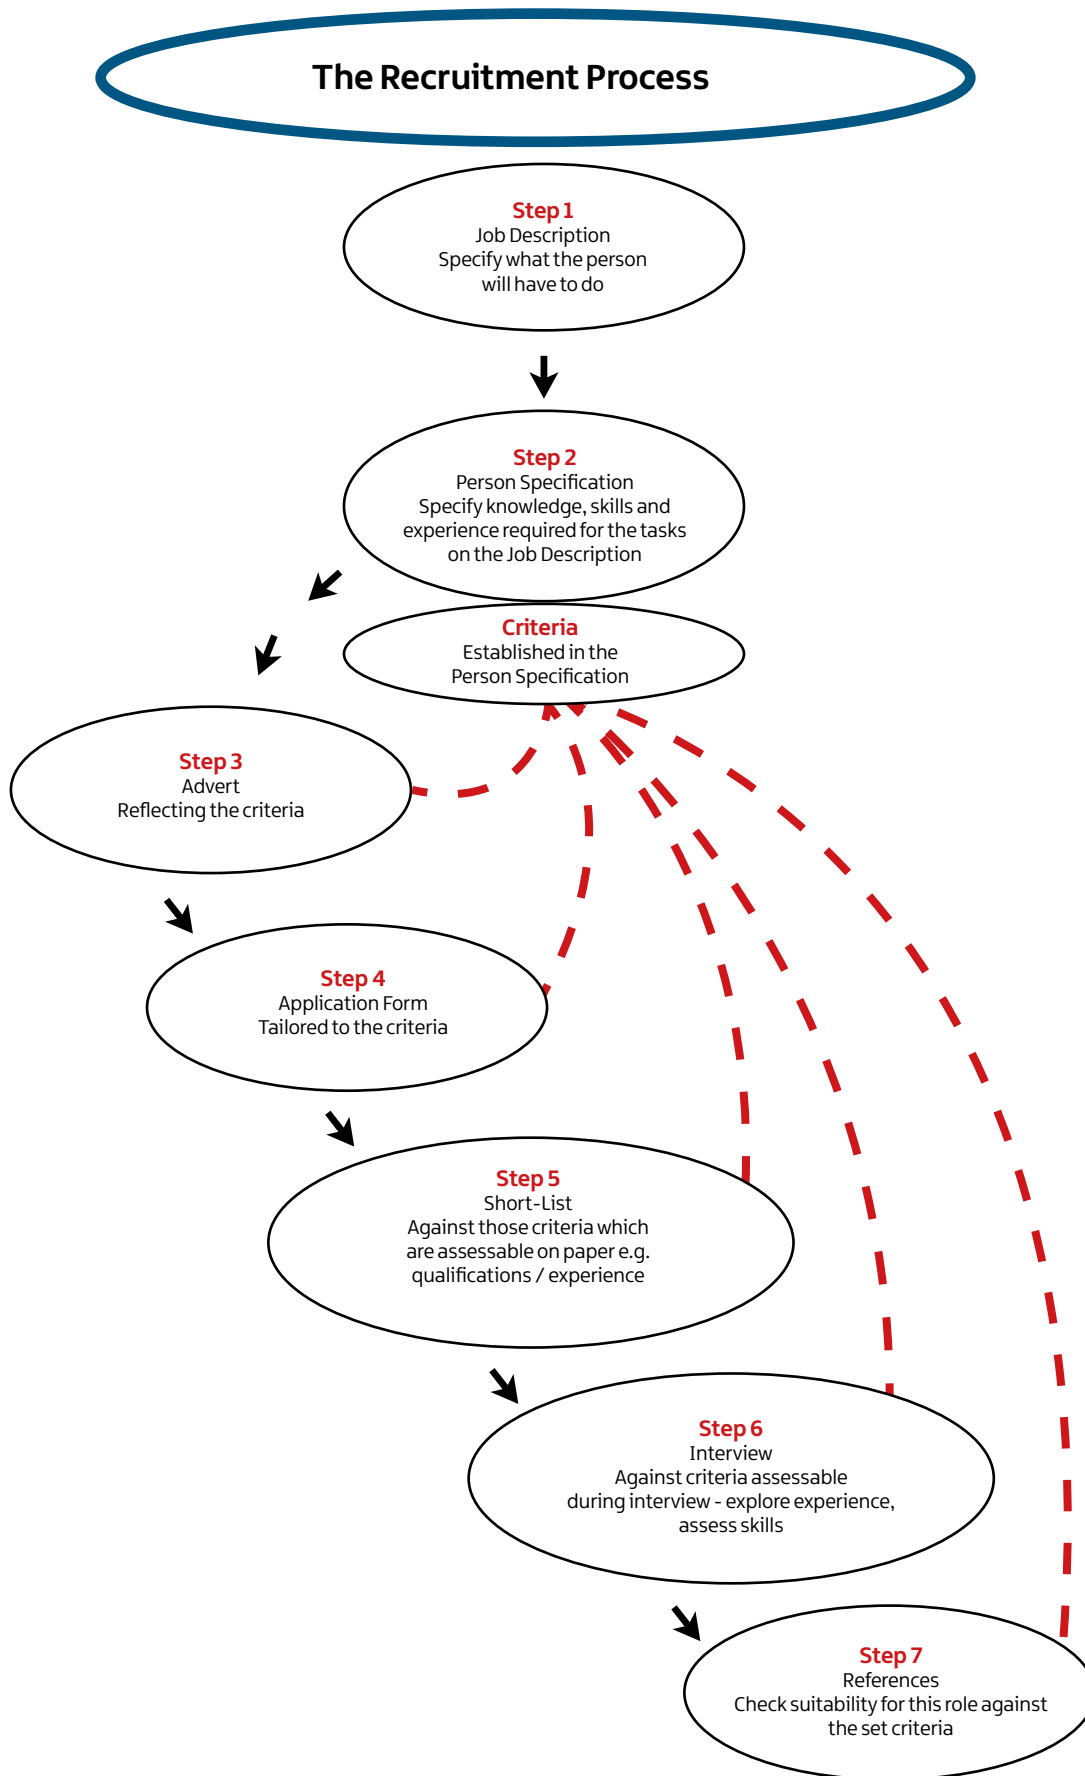 The Recruitment Process
Step 1
Job Description
Specify what the person
will have to do
Step 2
Person Specification
Specify knowledge, skills and
experience required for the tasks
on the Job Description
Criteria
Established in the
Person Specification
Step 3
Advert
Reflecting the criteria
Step 4
Application Form
Tailored to the criteria
Step 5
Short-List
Against those criteria which
are assessable on paper e.g.
qualifications / experience
Step 6
Interview
Against criteria assessable
during interview - explore experience,
assess skills
Step 7
References
Check suitability for this role against
the set criteria